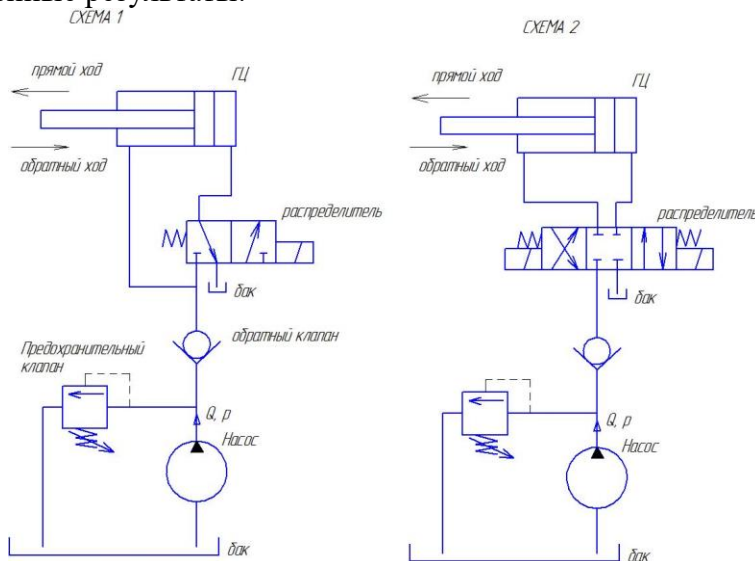 СХЕМА 1
прямой ход
ГЦ
обратный ход
распределитель
бак
обратный клапан
Предохранительный
клапан
Q, p
Насос
бак
СХЕМА 2
прямой ход
ГЦ
обратный ход
распределитель
бак
Q, p
Насос
бак